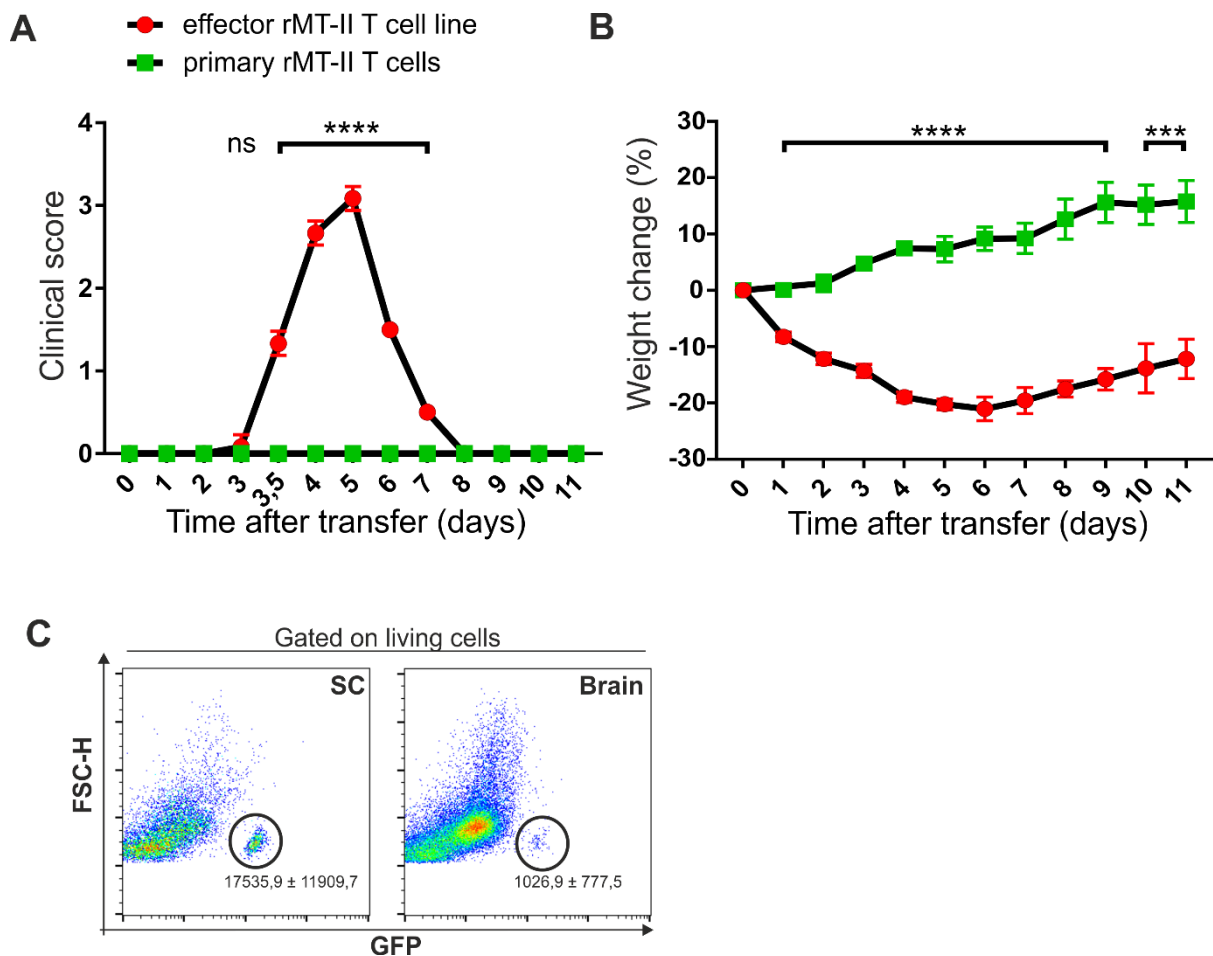 A
effector rMT-II T cell line
primary rMT-II T cells
ns
****
4
3
2
1
0
Clinical score
0 1 2 3 3,5 4 5 6 7 8 9 10 11
Time after transfer (days)
B
****
***
30
20
10
0
-10
-20
-30
Weight change (%)
0 1 2 3 4 5 6 7 8 9 10 11
Time after transfer (days)
C
Gated on living cells
SC
17535,9 ± 11909,7
Brain
1026,9 ± 777,5
FSC-H
GFP